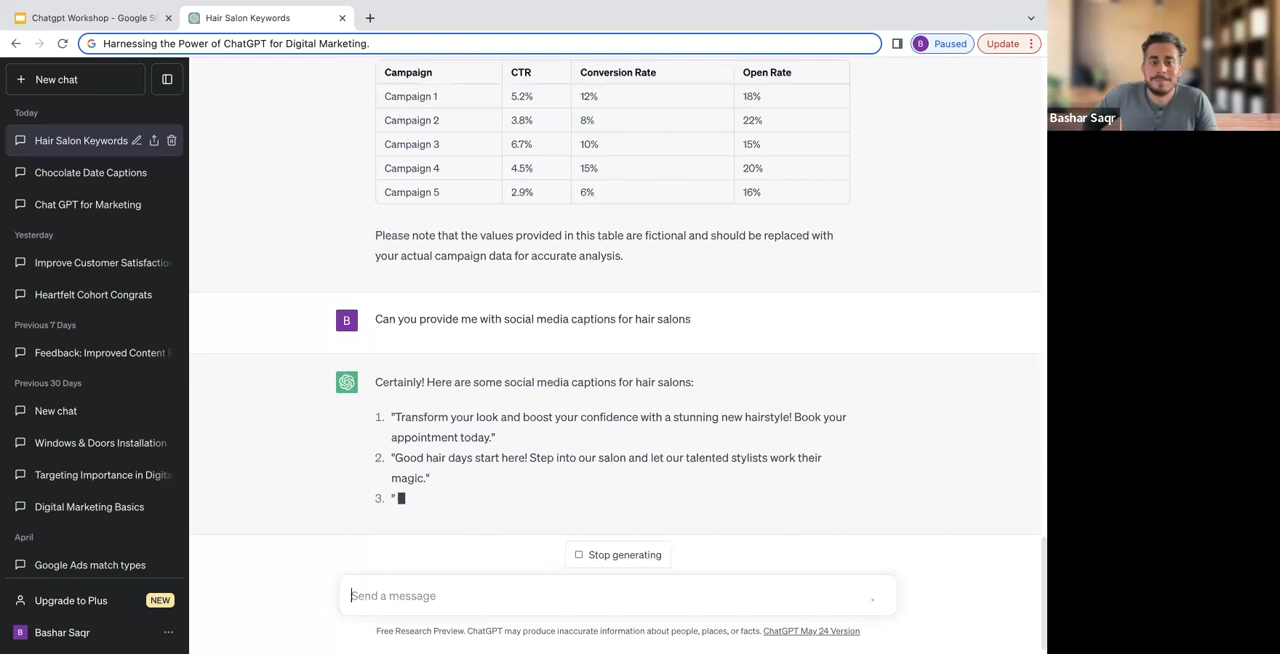 Chatgpt Workshop - Google S
Hair Salon Keywords
Harnessing the Power of ChatGPT for Digital Marketing.
B
Paused
Update
New chat
Today
Hair Salon Keywords
Chocolate Date Captions
Chat GPT for Marketing
Yesterday
Improve Customer Satisfactio
Heartfelt Cohort Congrats
Previous 7 Days
Feedback: Improved Content
Previous 30 Days
New chat
Windows & Doors Installation
Targeting Importance in Digita
Digital Marketing Basics
April
Google Ads match types
Upgrade to Plus NEW
B Bashar Saqr
Campaign CTR Conversion Rate Open Rate
Campaign 1 5.2% 12% 18%
Campaign 2 3.8% 8% 22%
Campaign 3 6.7% 10% 15%
Campaign 4 4.5% 15% 20%
Campaign 5 2.9% 6% 16%
Please note that the values provided in this table are fictional and should be replaced with
your actual campaign data for accurate analysis.
B Can you provide me with social media captions for hair salons
Certainly! Here are some social media captions for hair salons:
1. "Transform your look and boost your confidence with a stunning new hairstyle! Book your
appointment today."
2. "Good hair days start here! Step into our salon and let our talented stylists work their
magic."
3. "
Stop generating
Send a message
Free Research Preview. ChatGPT may produce inaccurate information about people, places, or facts. ChatGPT May 24 Version
Bashar Saqr